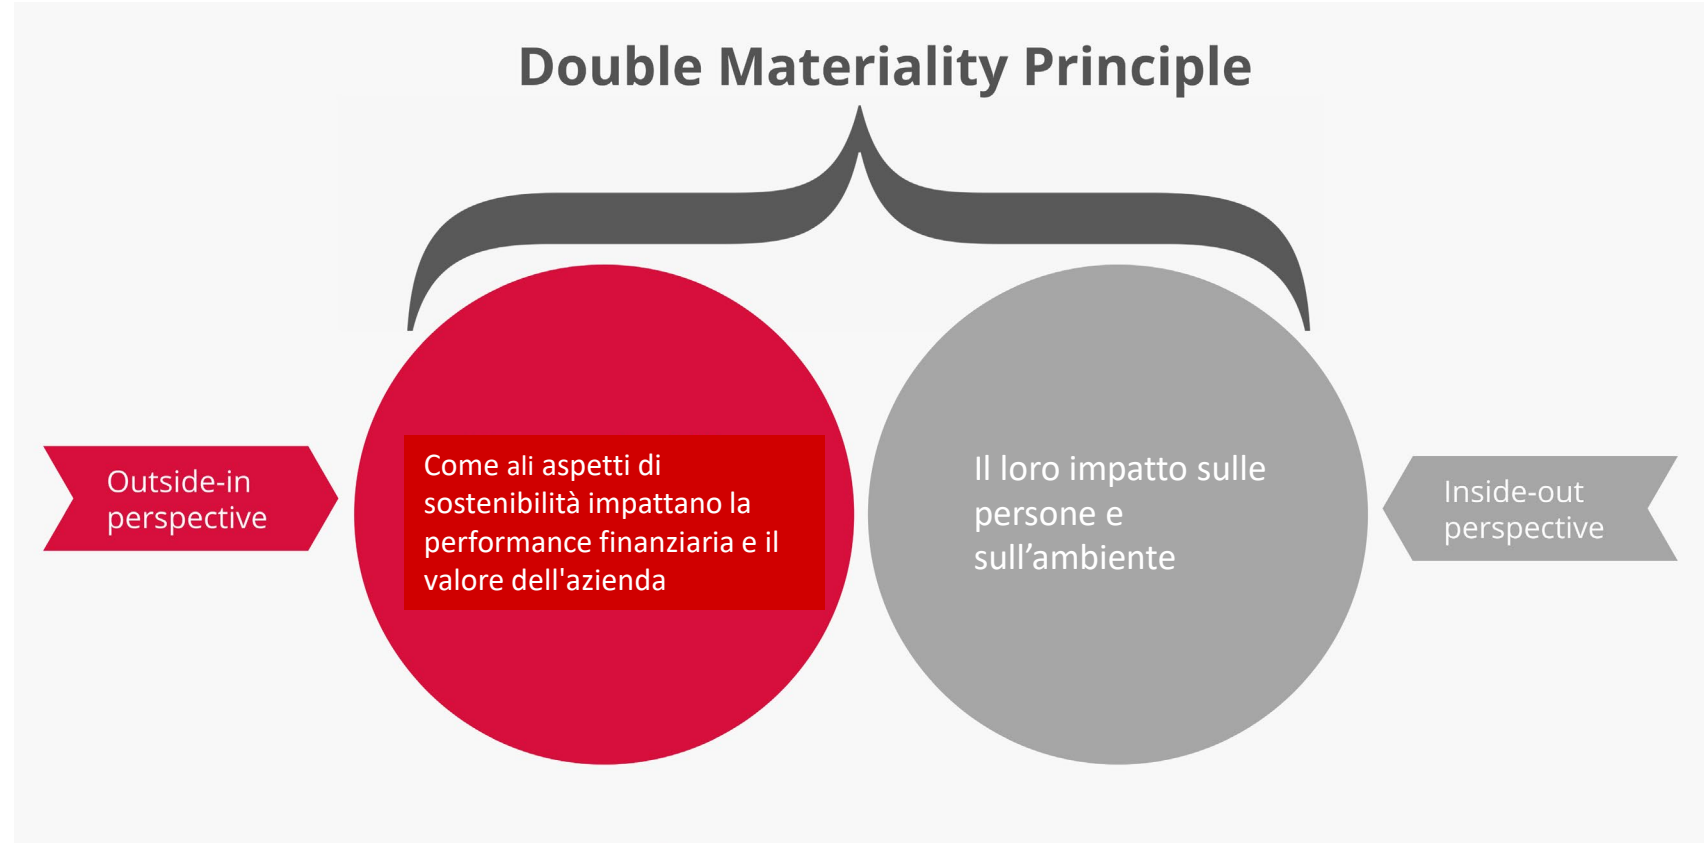 Double Materiality Principle
Outside-in
perspective
Come ali aspetti di
sostenibilità impattano la
performance finanziaria e il
valore dell'azienda
Il loro impatto sulle
persone e
sull’ambiente
Inside-out
perspective